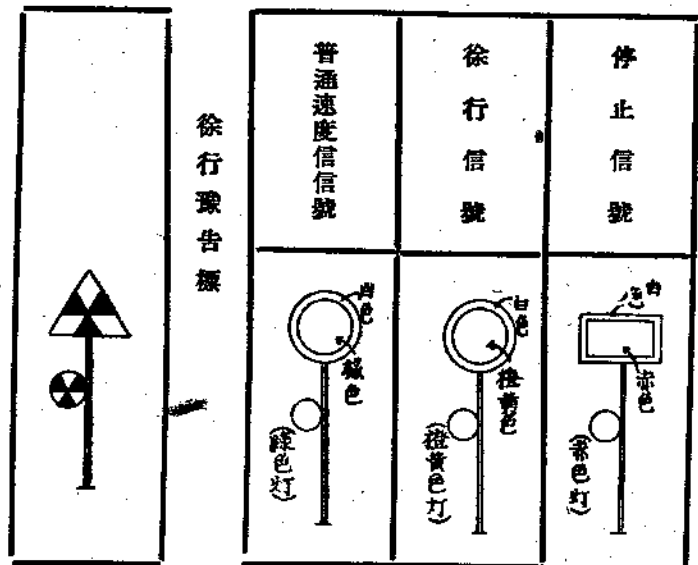 停止信號
白色
赤色
(赤色灯)
徐行信號
白色
橙黄色
(橙黄色灯)
普通速度信信號
白色
緑色
(緑色灯)
徐行豫告標